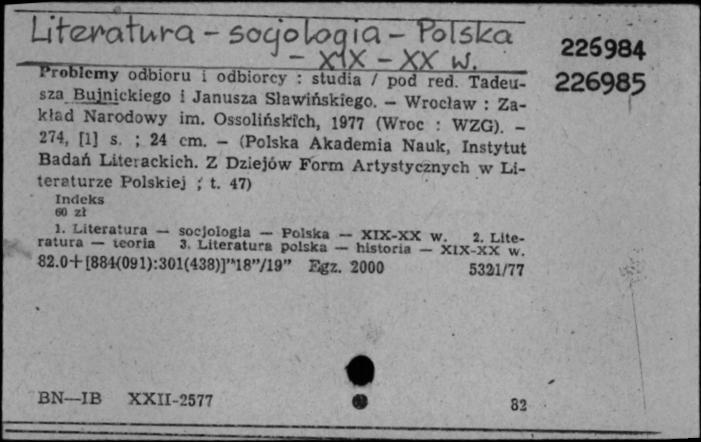 Literatura - socjologia - Polska
- XIX - XX w.
226984
226985
Problemy odbioru i odbiorcy : studia / pod red. Tadeu-
sza Bujnickiego i Janusza Sławińskiego. — Wrocław : Za-
kład Narodowy im. Ossolińskich, 1977 (Wroc : WZG). —
274, [1] s. ; 24 cm. — (Polska Akademia Nauk, Instytut
Badań Literackich. Z Dziejów Form Artystycznych w Li-
teraturze Polskiej ; t. 47)
Indeks
60 zł
1. Literatura — socjologia — Polska — XIX-XX w. 2. Lite-
ratura — teoria 3. Literatura polska — historia — XIX-XX w.
82.0+[884(091):301(438)]"18"/19" Egz. 2000 5321/77
BN—IB XXII-2577 82